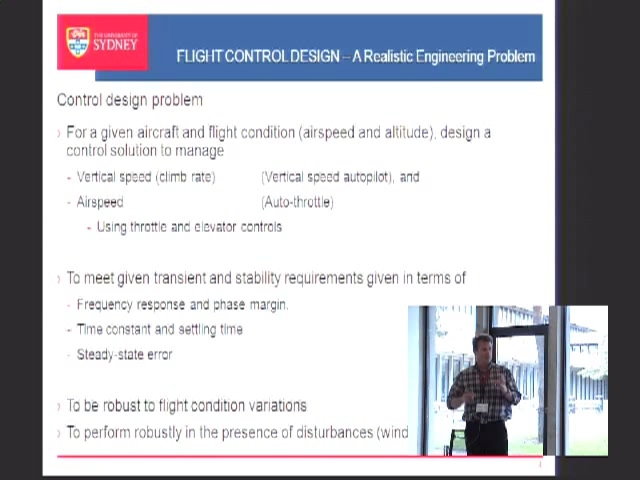 THE UNIVERSITY OF
SYDNEY
FLIGHT CONTROL DESIGN – A Realistic Engineering Problem
Control design problem
› For a given aircraft and flight condition (airspeed and altitude), design a
control solution to manage
- Vertical speed (climb rate) (Vertical speed autopilot), and
- Airspeed (Auto-throttle)
- Using throttle and elevator controls
› To meet given transient and stability requirements given in terms of
- Frequency response and phase margin.
- Time constant and settling time
- Steady-state error
› To be robust to flight condition variations
› To perform robustly in the presence of disturbances (wind